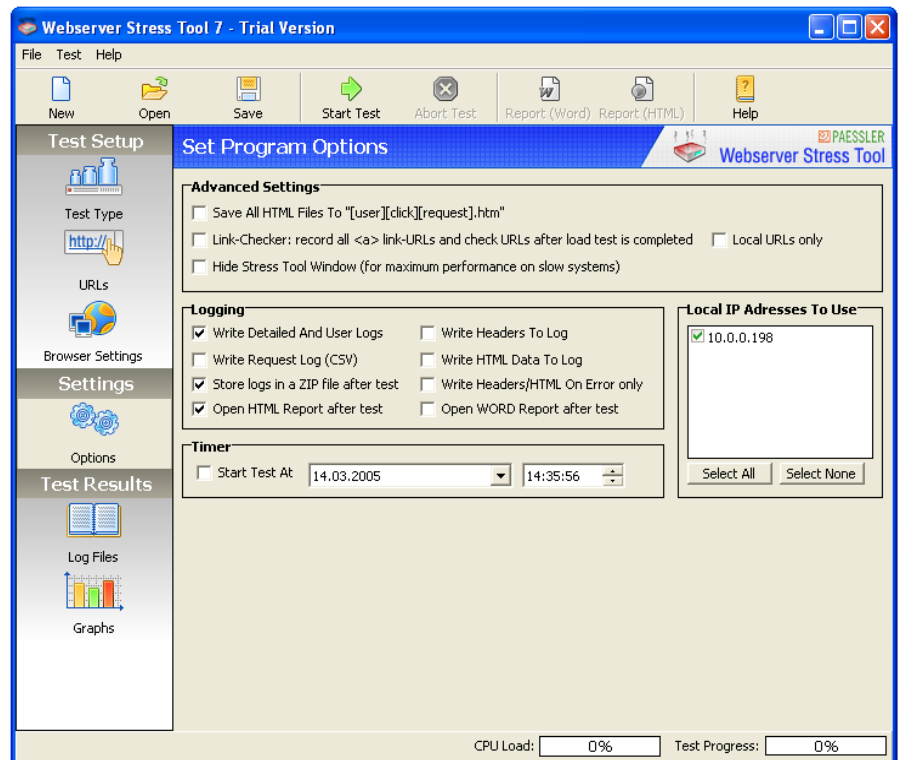 Webserver Stress Tool 7 - Trial Version
File Test Help
New Open Save Start Test Abort Test Report (Word) Report (HTML) Help
Test Setup
Test Type
http://
URLs
Browser Settings
Settings
Options
Test Results
Log Files
Graphs
Set Program Options
PAESSLER
Webserver Stress Tool
Advanced Settings
Save All HTML Files To "[user][click][request].htm"
Link-Checker: record all <a> link-URLs and check URLs after load test is completed Local URLs only
Hide Stress Tool Window (for maximum performance on slow systems)
Logging
Write Detailed And User Logs Write Headers To Log
Write Request Log (CSV) Write HTML Data To Log
Store logs in a ZIP file after test Write Headers/HTML On Error only
Open HTML Report after test Open WORD Report after test
Local IP Adresses To Use
10.0.0.198
Select All Select None
Timer
Start Test At 14.03.2005 14:35:56
CPU Load: 0% Test Progress: 0%